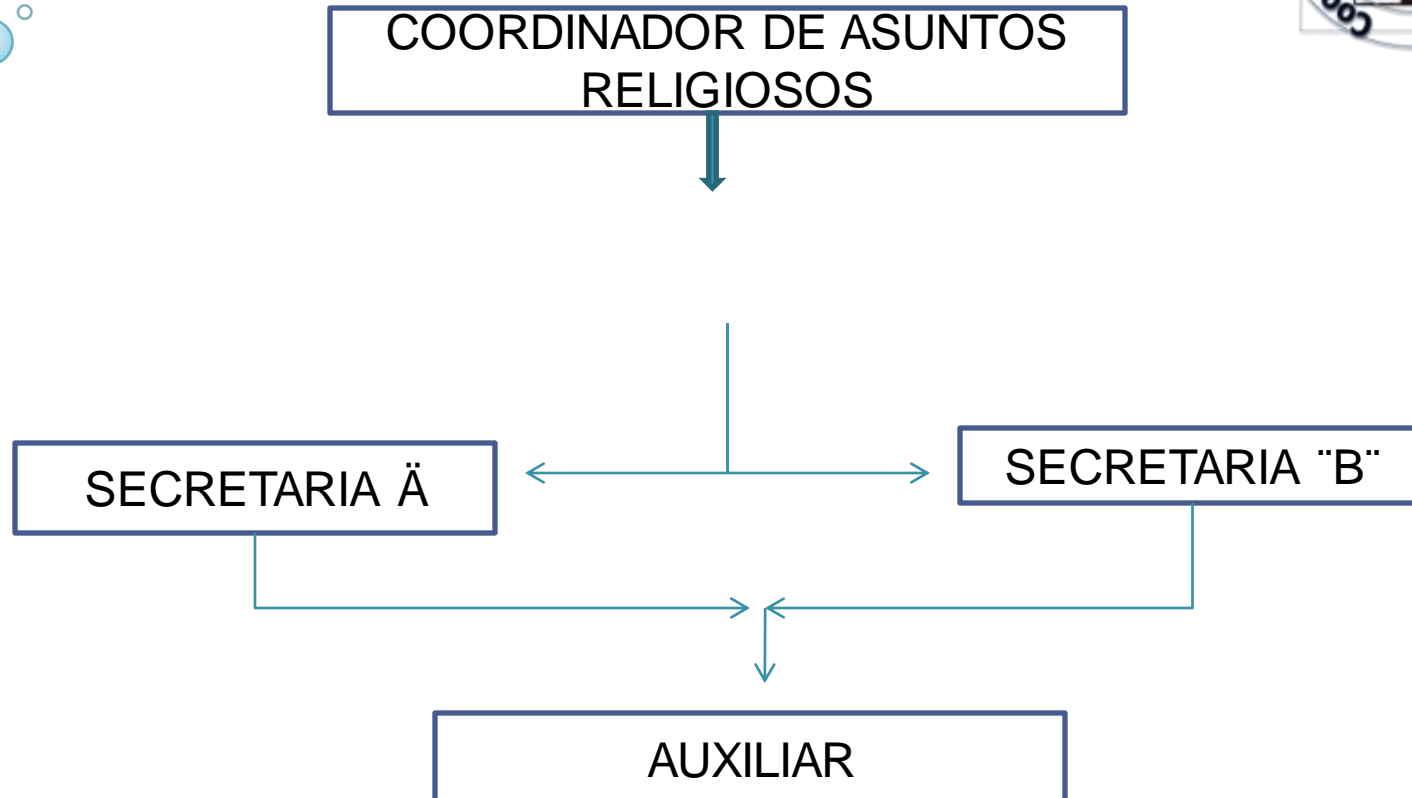 COORDINADOR DE ASUNTOS
RELIGIOSOS
SECRETARIA Ä
SECRETARIA ¨B¨
AUXILIAR